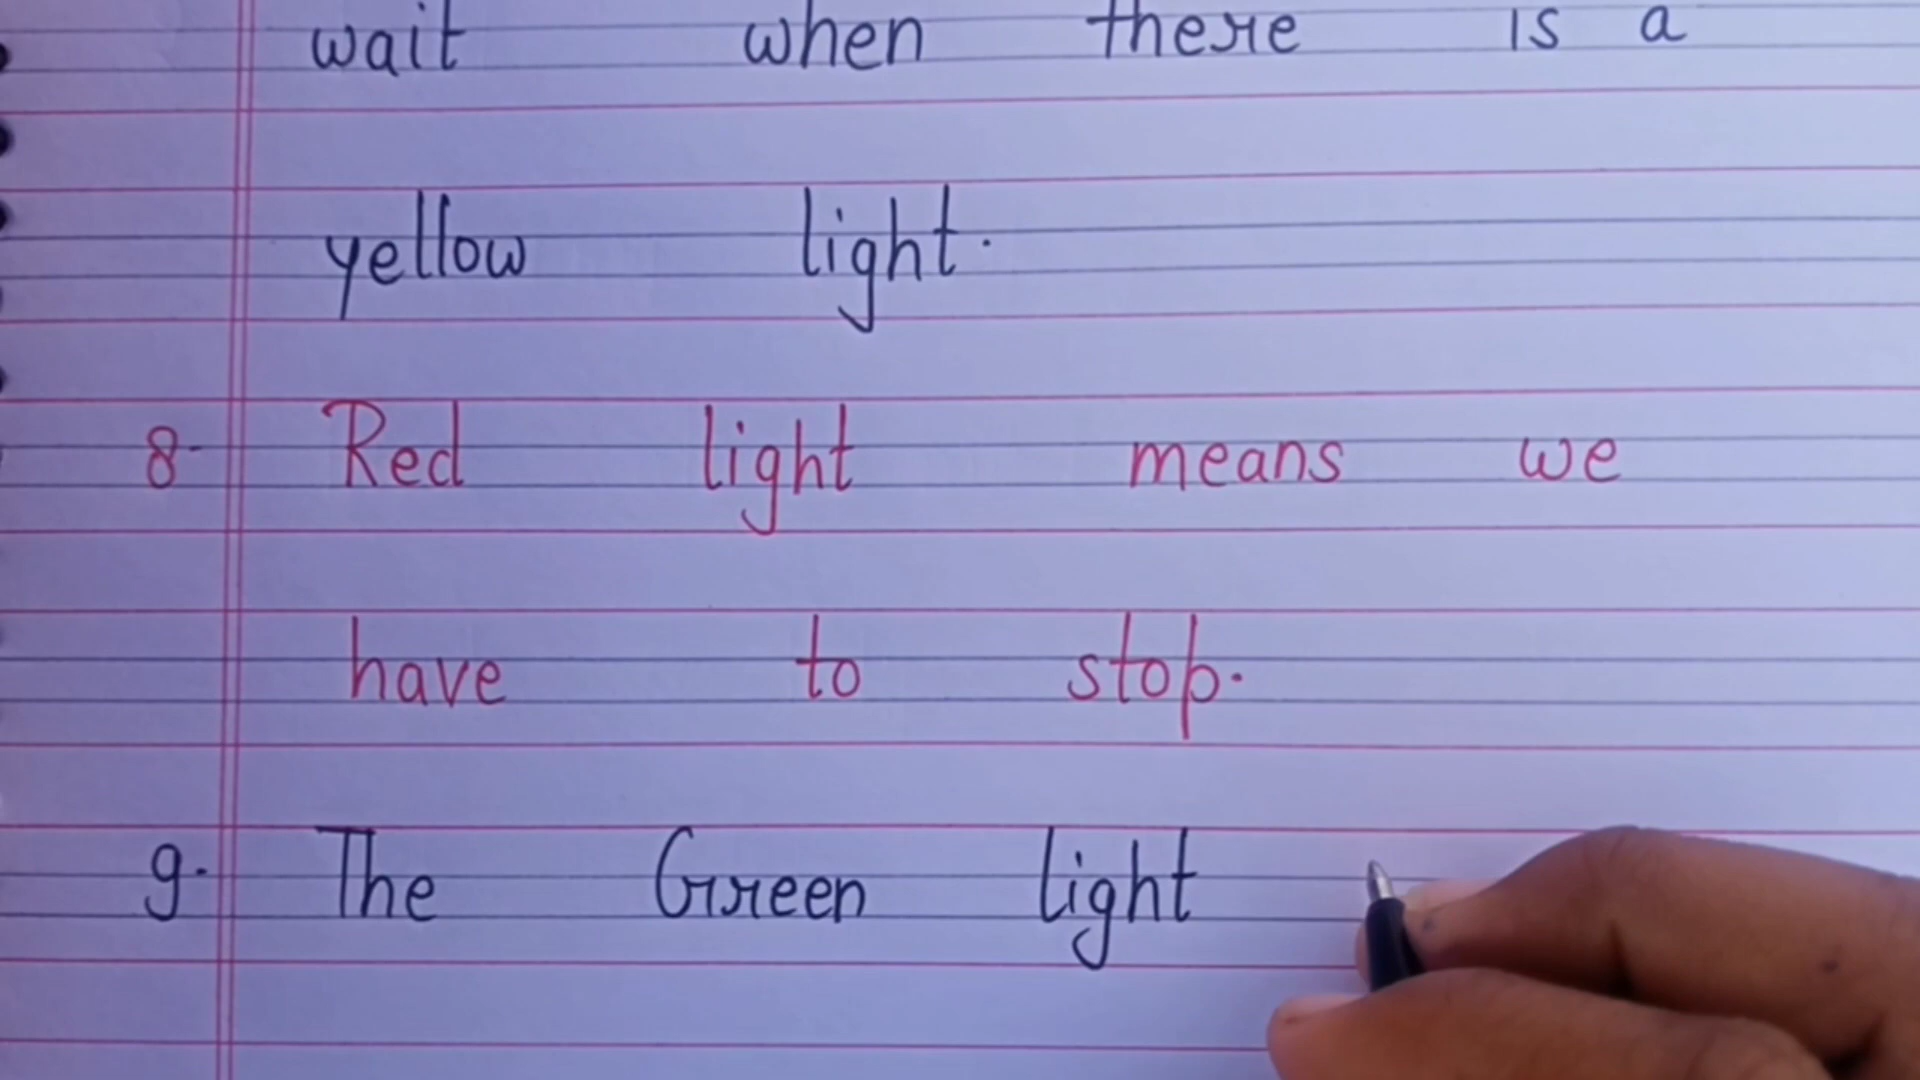 wait when there is a
yellow light.
8. Red light means we
have to stop.
9. The Green light